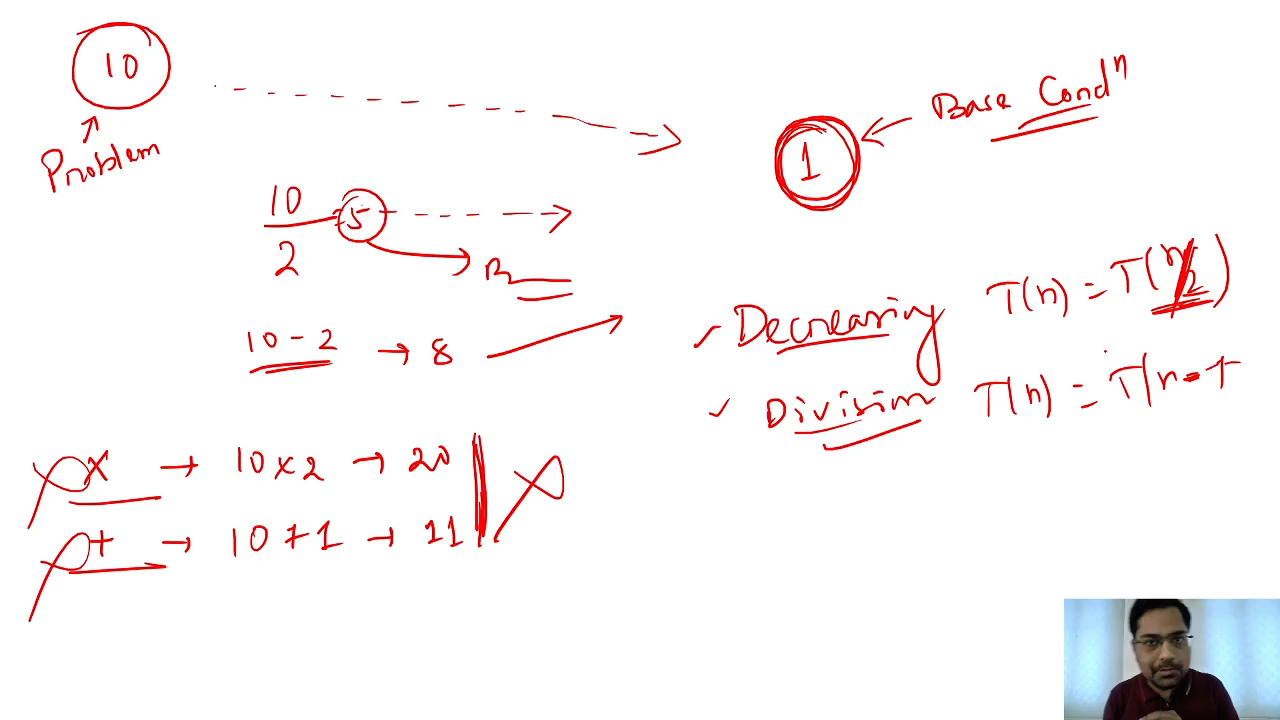 10
Problem
1
Base Condⁿ
10
2
5
10 - 2 → 8
Decreasing T(n) = T(n/2)
Division T(n) = T(n-
x → 10 x 2 → 20
+ → 10 + 1 → 11